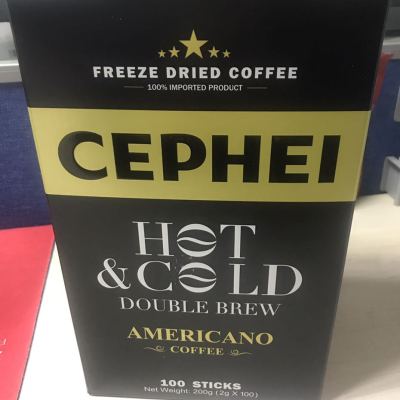 FREEZE DRIED COFFEE
100% IMPORTED PRODUCT
CEPHEI
HOT
& COLD
DOUBLE BREW
AMERICANO
COFFEE
100 STICKS
Net Weight: 200g (2g X 100)